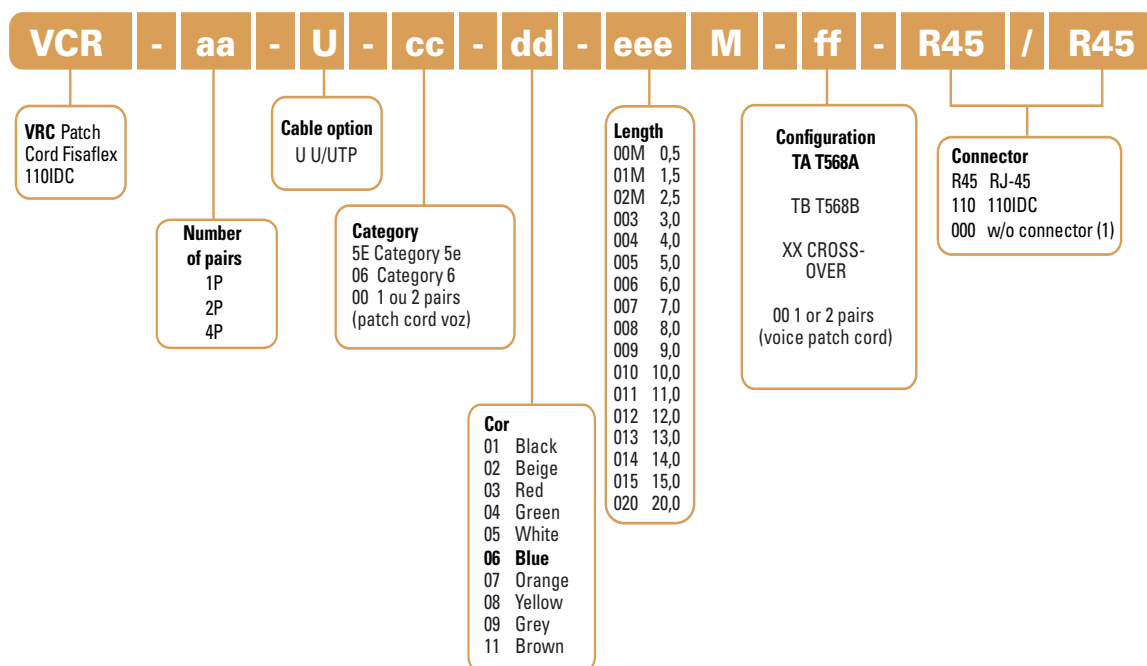 VCR - aa - U - cc - dd - eee M - ff - R45 / R45
VRC Patch
Cord Fisaflex
110IDC
Number
of pairs
1P
2P
4P
Cable option
U U/UTP
Category
5E Category 5e
06 Category 6
00 1 ou 2 pairs
(patch cord voz)
Cor
01 Black
02 Beige
03 Red
04 Green
05 White
06 Blue
07 Orange
08 Yellow
09 Grey
11 Brown
Length
00M 0,5
01M 1,5
02M 2,5
003 3,0
004 4,0
005 5,0
006 6,0
007 7,0
008 8,0
009 9,0
010 10,0
011 11,0
012 12,0
013 13,0
014 14,0
015 15,0
020 20,0
Configuration
TA T568A
TB T568B
XX CROSS-
OVER
00 1 or 2 pairs
(voice patch cord)
Connector
R45 RJ-45
110 110IDC
000 w/o connector (1)